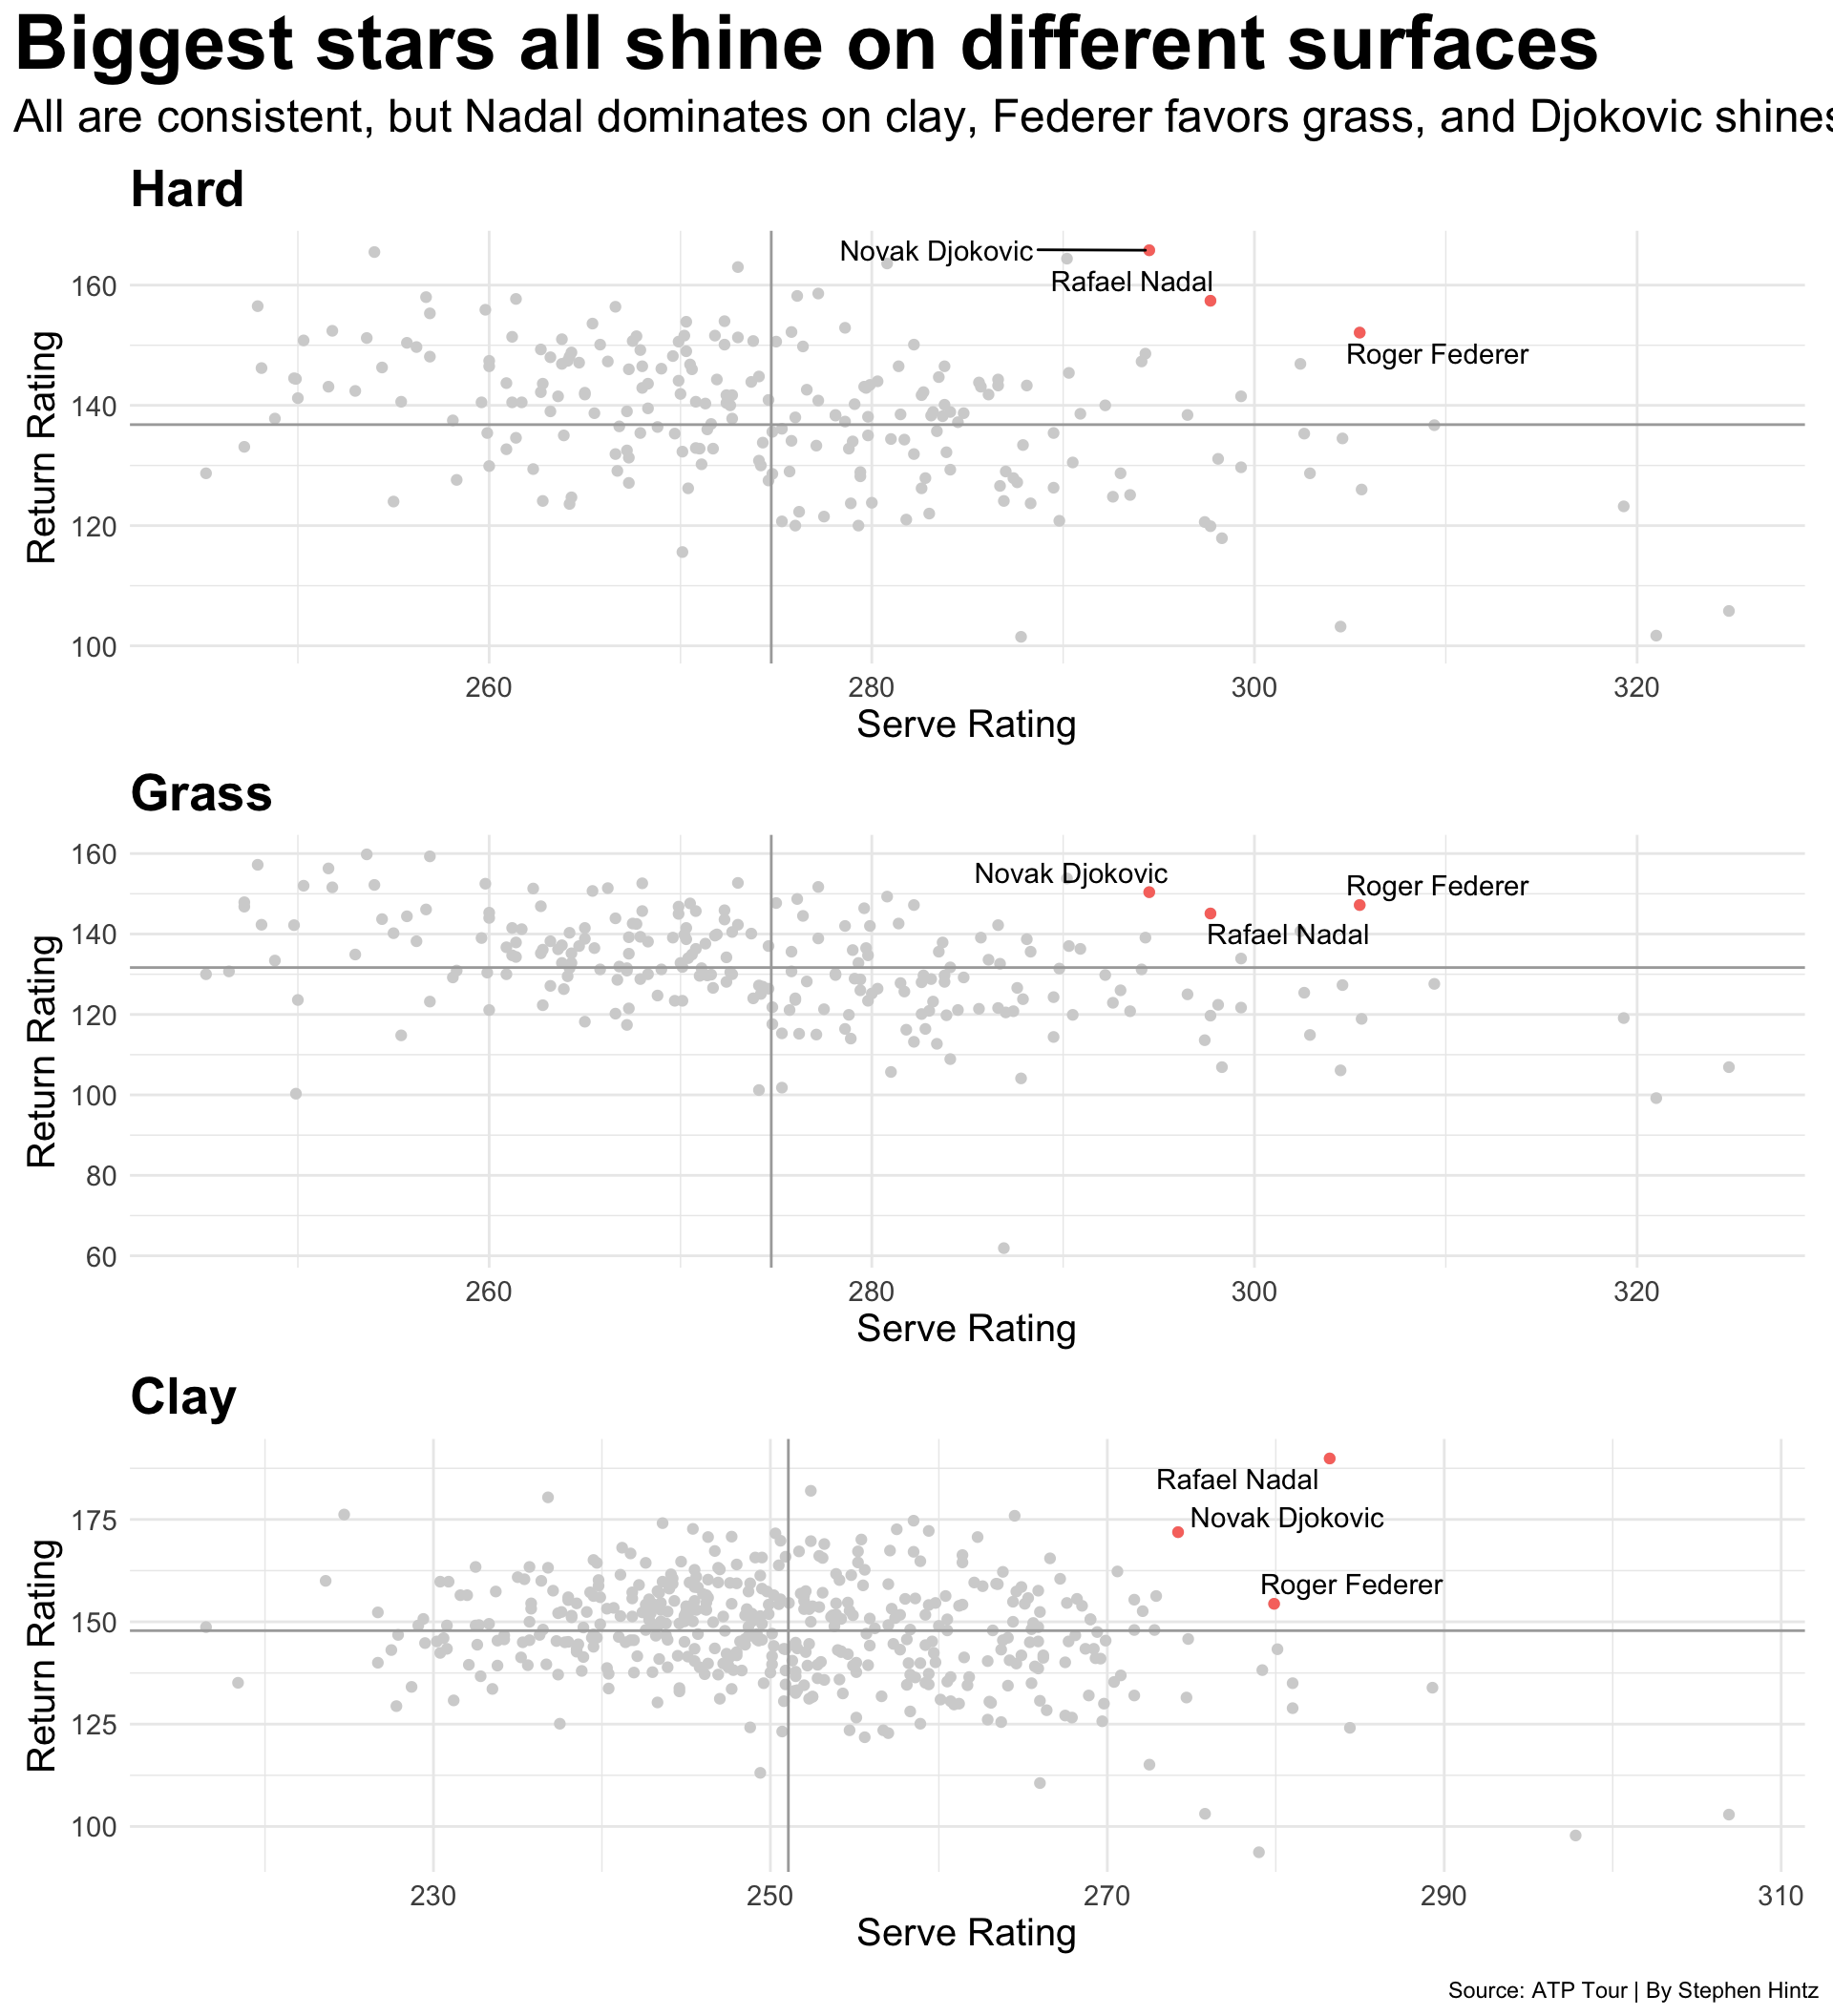 Biggest stars all shine on different surfaces
All are consistent, but Nadal dominates on clay, Federer favors grass, and Djokovic shines
Hard
Novak Djokovic
Rafael Nadal
Roger Federer
160
140
120
100
Return Rating
260 280 300 320
Serve Rating
Grass
Novak Djokovic
Roger Federer
Rafael Nadal
160
140
120
100
80
60
Return Rating
260 280 300 320
Serve Rating
Clay
Rafael Nadal
Novak Djokovic
Roger Federer
175
150
125
100
Return Rating
230 250 270 290 310
Serve Rating
Source: ATP Tour | By Stephen Hintz